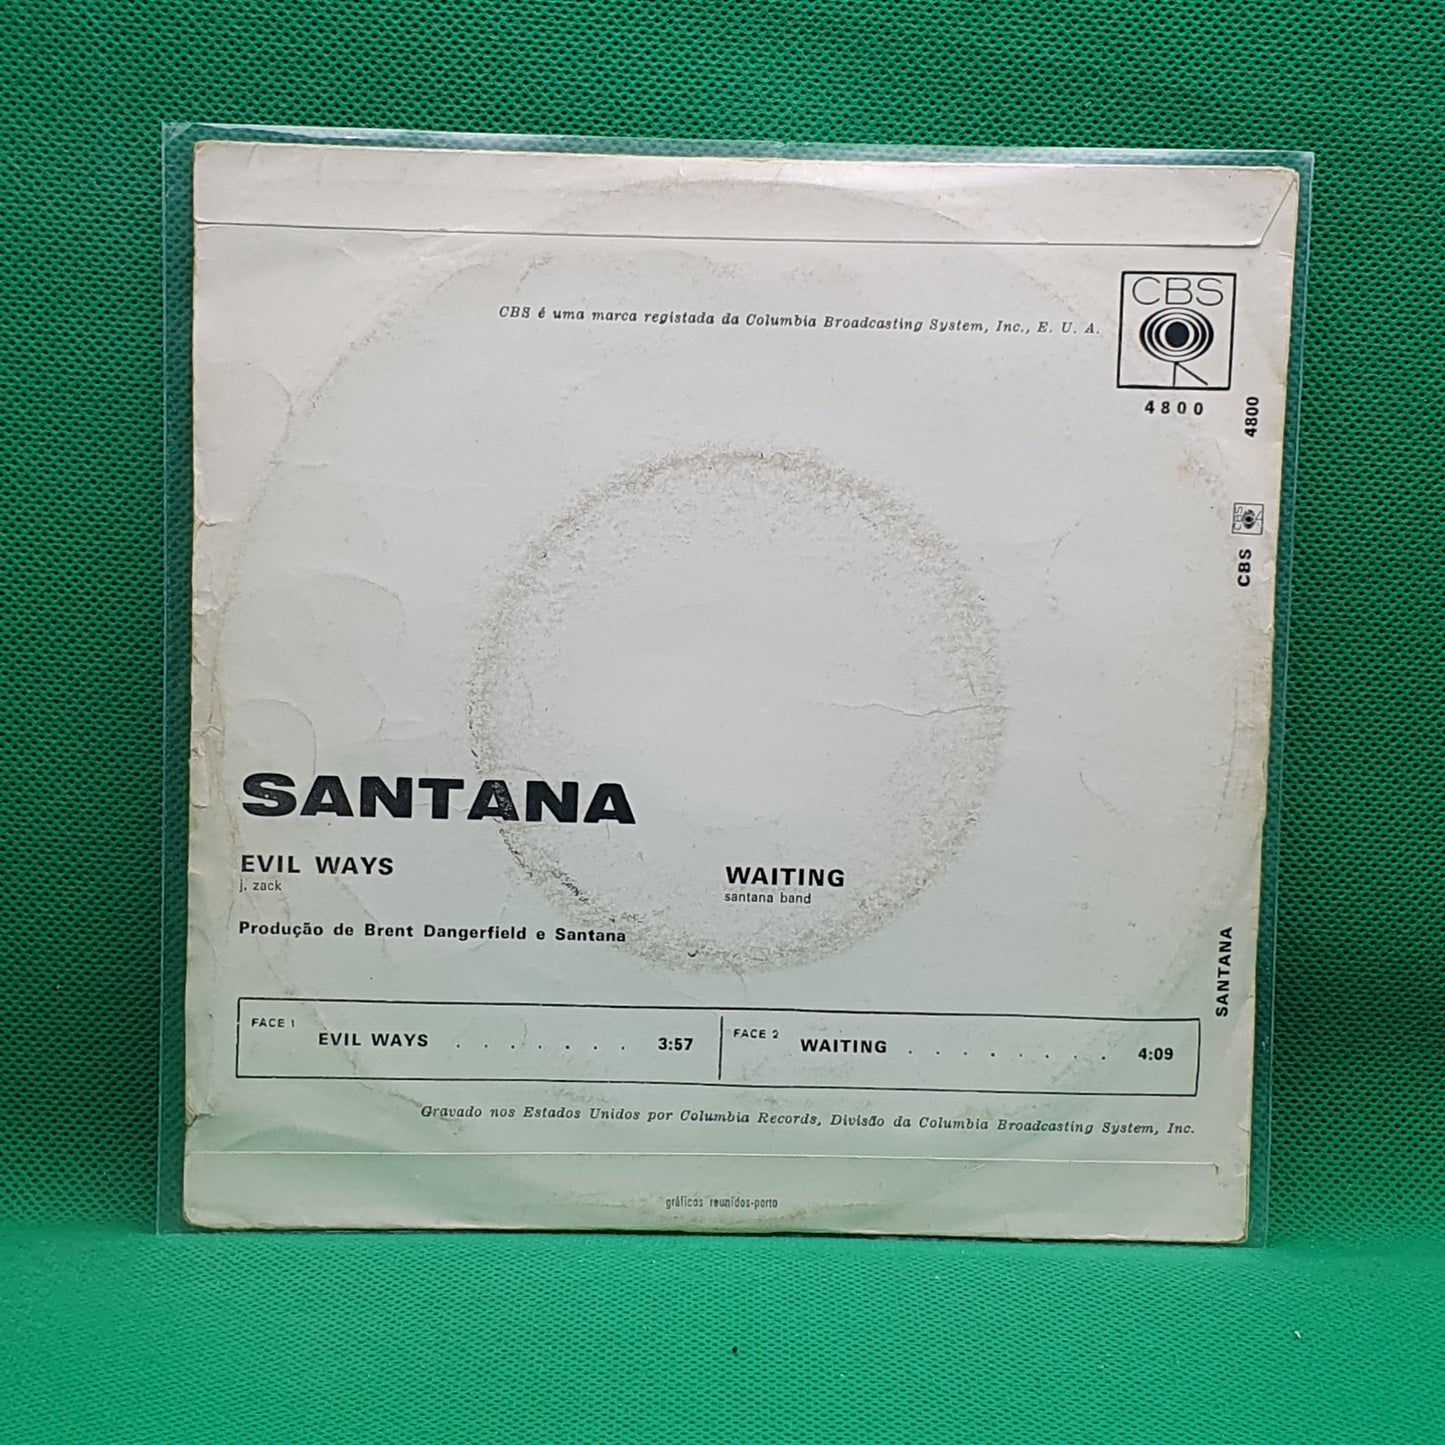 CBS é uma marca registada da Columbia Broadcasting System, Inc., E. U. A.
CBS
4800
4800
CBS
CBS
SANTANA
SANTANA
EVIL WAYS
j. zack
WAITING
santana band
Produção de Brent Dangerfield e Santana
FACE 1
EVIL WAYS . . . . . . . 3:57
FACE 2
WAITING . . . . . . . . 4:09
Gravado nos Estados Unidos por Columbia Records, Divisão da Columbia Broadcasting System, Inc.
gráficos reunidos-porto